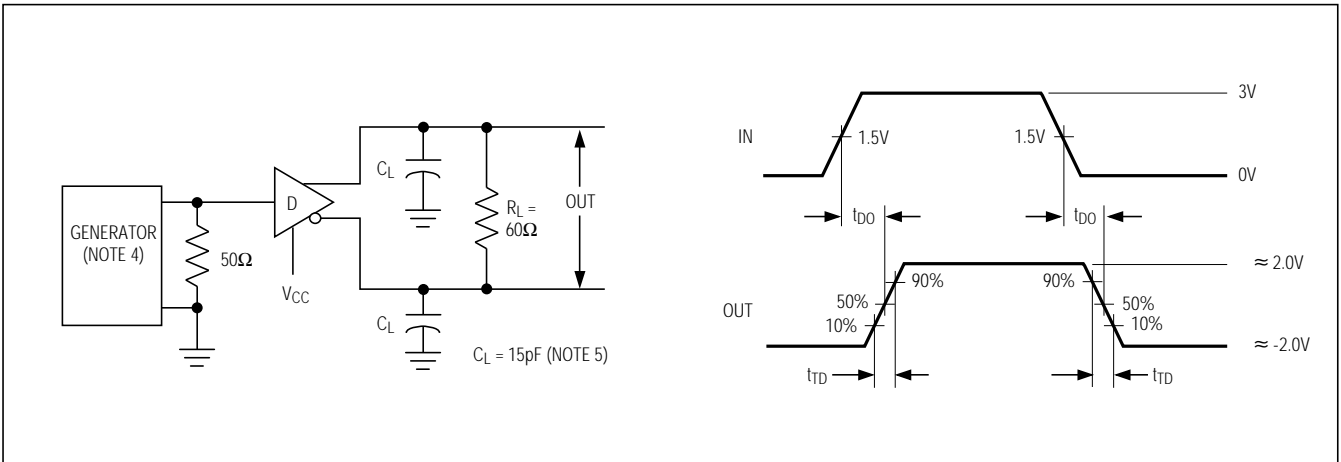 GENERATOR
(NOTE 4)
50Ω
D
VCC
CL
CL
RL =
60Ω
OUT
CL = 15pF (NOTE 5)
IN
1.5V
1.5V
3V
0V
tDO
tDO
OUT
90%
50%
10%
90%
50%
10%
≈ 2.0V
≈ -2.0V
tTD
tTD